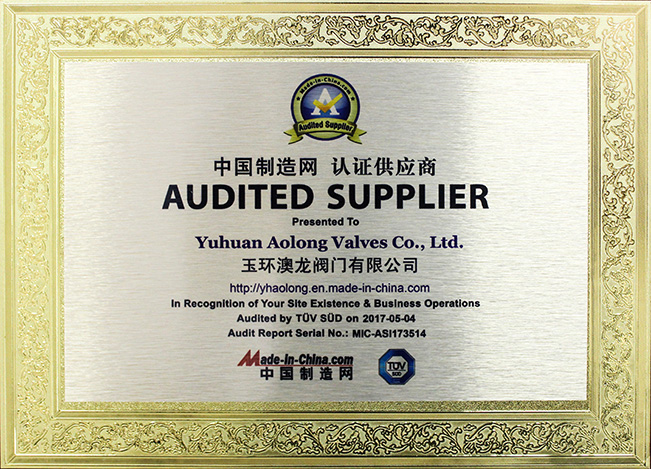 Made-in-China.com
A
Audited Supplier
中国制造网 认证供应商
AUDITED SUPPLIER
Presented To
Yuhuan Aolong Valves Co., Ltd.
玉环澳龙阀门有限公司
http://yhaolong.en.made-in-china.com
In Recognition of Your Site Existence & Business Operations
Audited by TÜV SÜD on 2017-05-04
Audit Report Serial No.: MIC-ASI173514
Made-in-China.com
中国制造网
TÜV
SÜD